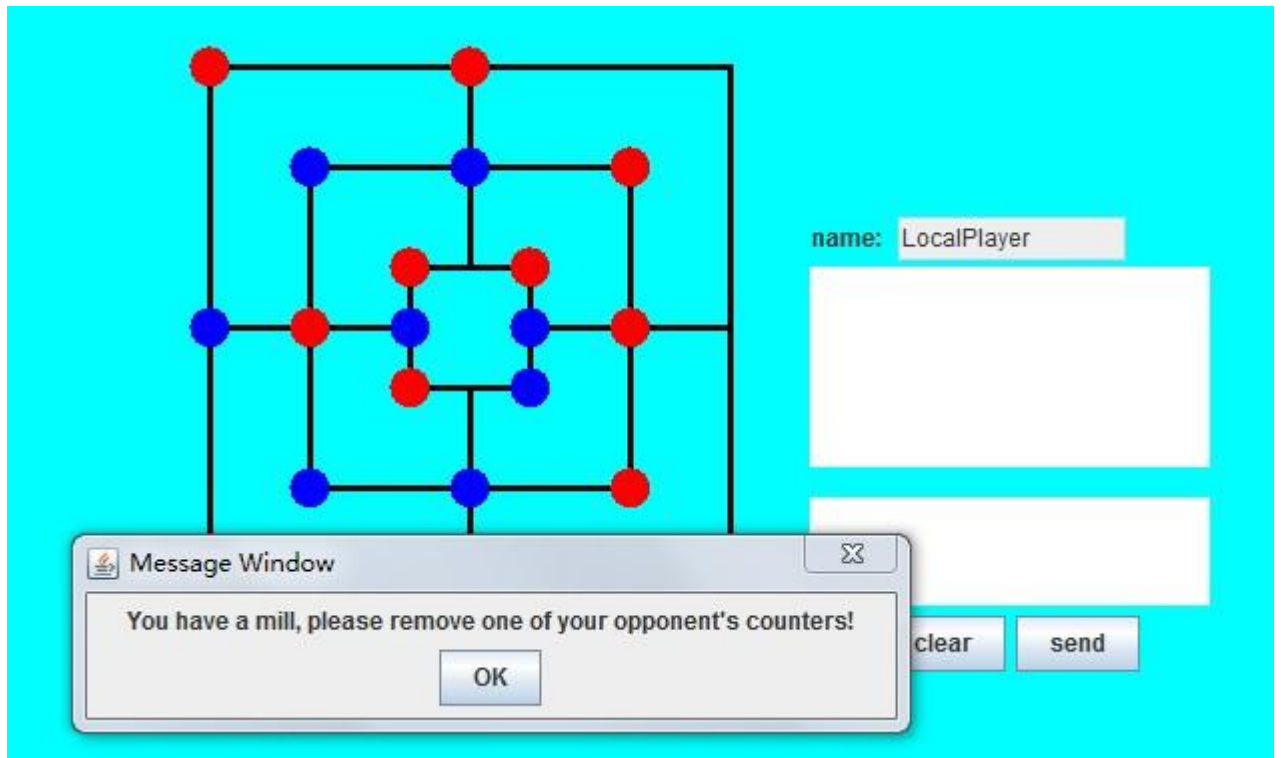 name: LocalPlayer
Message Window
You have a mill, please remove one of your opponent's counters!
OK
clear
send